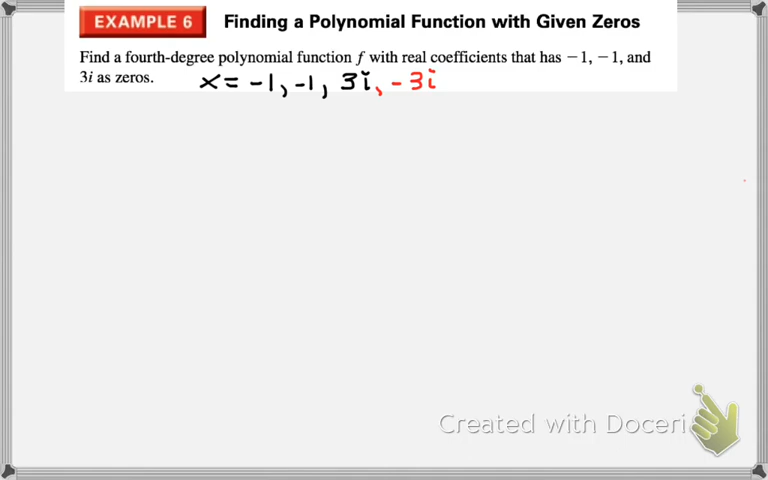 EXAMPLE 6 Finding a Polynomial Function with Given Zeros
Find a fourth-degree polynomial function f with real coefficients that has −1, −1, and
3i as zeros. x = -1, -1, 3i, -3i
Created with Doceri